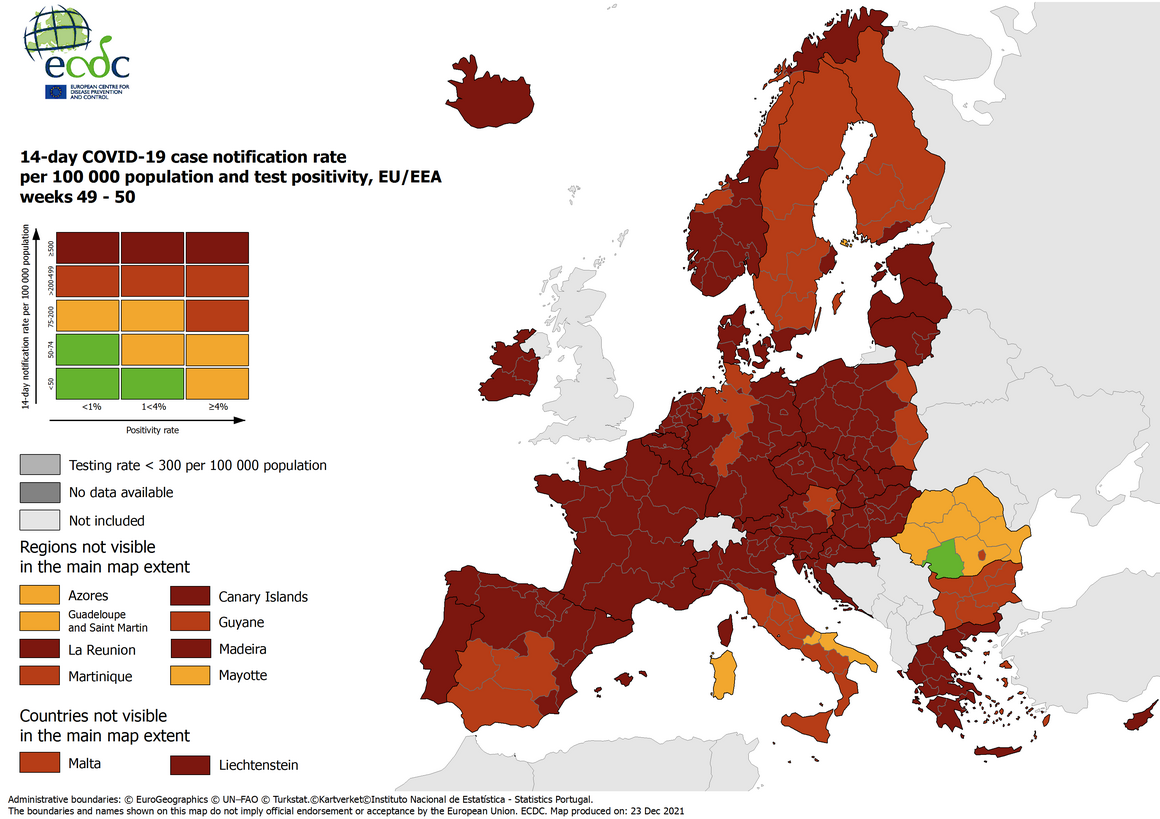 ecdc
EUROPEAN CENTRE FOR
DISEASE PREVENTION
AND CONTROL
14-day COVID-19 case notification rate
per 100 000 population and test positivity, EU/EEA
weeks 49 - 50
14-day notification rate per 100 000 population
≥500
>200-499
75-200
50-74
<50
<1%
1<4%
≥4%
Positivity rate
Testing rate < 300 per 100 000 population
No data available
Not included
Regions not visible
in the main map extent
Azores
Canary Islands
Guadeloupe
and Saint Martin
Guyane
La Reunion
Madeira
Martinique
Mayotte
Countries not visible
in the main map extent
Malta
Liechtenstein
Administrative boundaries: © EuroGeographics © UN–FAO © Turkstat.©Kartverket©Instituto Nacional de Estatística - Statistics Portugal.
The boundaries and names shown on this map do not imply official endorsement or acceptance by the European Union. ECDC. Map produced on: 23 Dec 2021